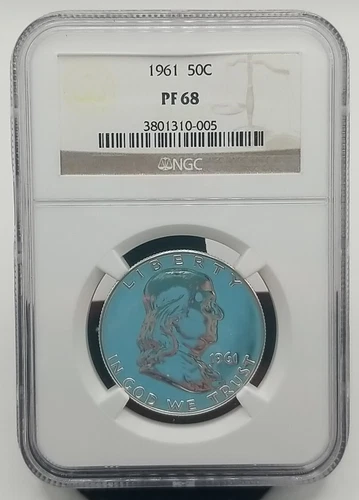 1961 50C
PF 68
3801310-005
NGC
LIBERTY
1961
IN GOD WE TRUST